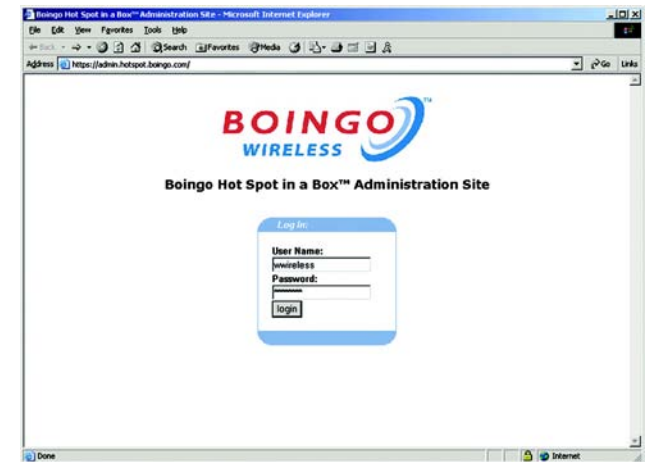 Boingo Hot Spot in a Box™ Administration Site - Microsoft Internet Explorer
File Edit View Favorites Tools Help
Back Search Favorites Media
Address https://admin.hotspot.boingo.com/ Go Links
BOINGO™
WIRELESS
Boingo Hot Spot in a Box™ Administration Site
Log in:
User Name:
wwireless
Password:
login
Done Internet